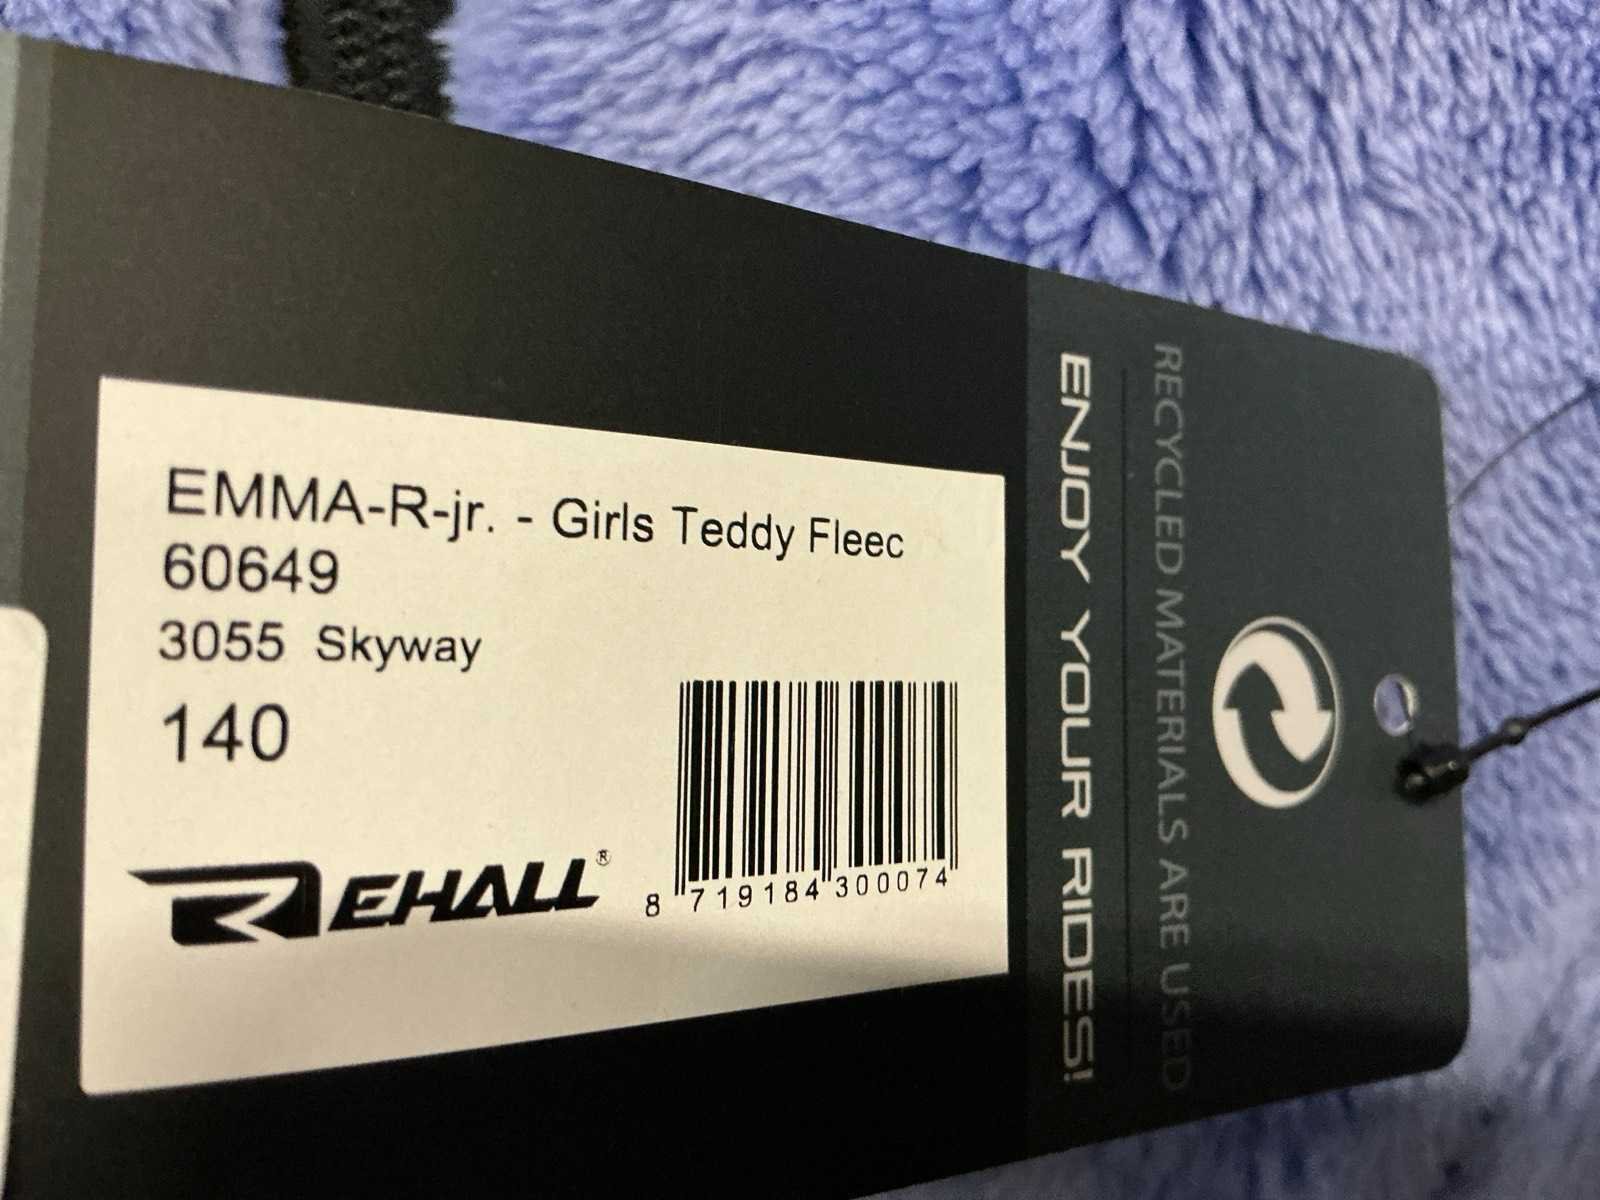 EMMA-R-jr. - Girls Teddy Fleec
60649
3055 Skyway
140
REHALL®
8 719184 300074
ENJOY YOUR RIDES!
RECYCLED MATERIALS ARE USED